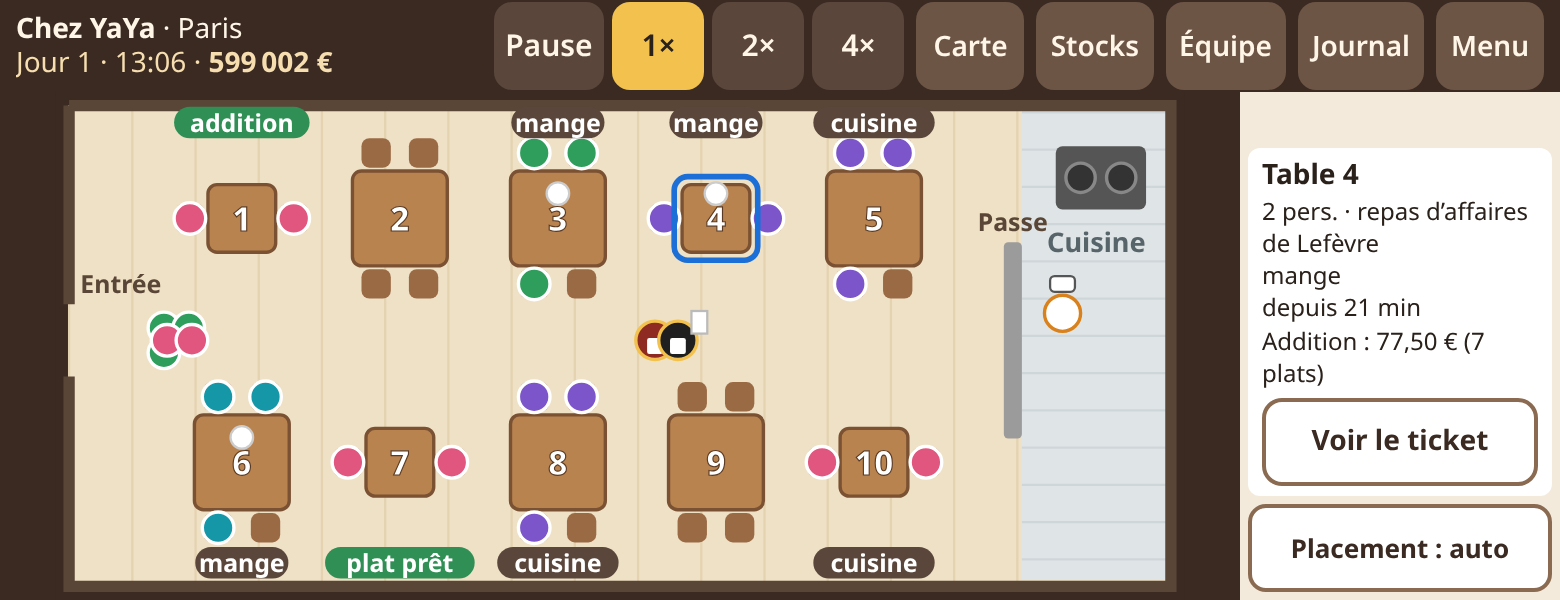 Chez YaYa · Paris
Jour 1 · 13:06 · 599 002 €
Pause
1×
2×
4×
Carte
Stocks
Équipe
Journal
Menu
addition
mange
mange
cuisine
1
2
3
4
5
Passe
Cuisine
Entrée
6
7
8
9
10
mange
plat prêt
cuisine
cuisine
Table 4
2 pers. · repas d’affaires
de Lefèvre
mange
depuis 21 min
Addition : 77,50 € (7
plats)
Voir le ticket
Placement : auto